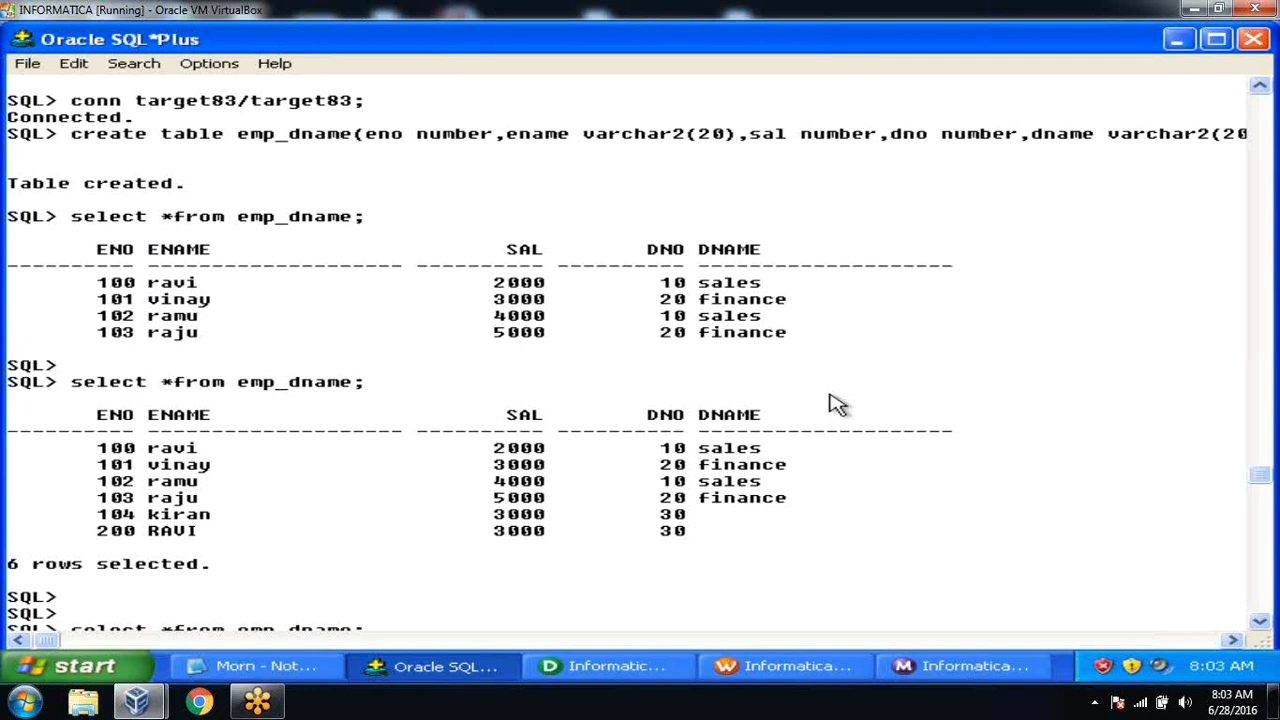 INFORMATICA [Running] - Oracle VM VirtualBox
Oracle SQL*Plus
File Edit Search Options Help
SQL> conn target83/target83;
Connected.
SQL> create table emp_dname(eno number,ename varchar2(20),sal number,dno number,dname varchar2(20
Table created.
SQL> select *from emp_dname;
ENO ENAME SAL DNO DNAME
---------- -------------------- ---------- ---------- --------------------
100 ravi 2000 10 sales
101 vinay 3000 20 finance
102 ramu 4000 10 sales
103 raju 5000 20 finance
SQL>
SQL> select *from emp_dname;
ENO ENAME SAL DNO DNAME
---------- -------------------- ---------- ---------- --------------------
100 ravi 2000 10 sales
101 vinay 3000 20 finance
102 ramu 4000 10 sales
103 raju 5000 20 finance
104 kiran 3000 30
200 RAVI 3000 30
6 rows selected.
SQL>
SQL>
SQL> select *from emp_dname;
start Morn - Not... Oracle SQL... Informatic... Informatica... Informatica... 8:03 AM
8:03 AM
6/28/2016